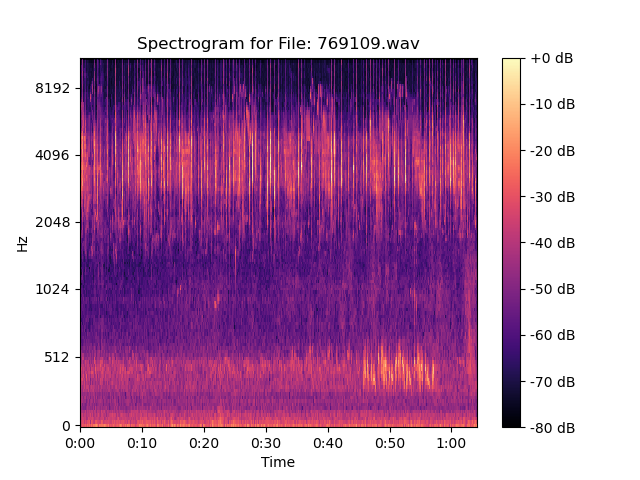 Spectrogram for File: 769109.wav
+0 dB
8192
-10 dB
4096
-20 dB
-30 dB
2048
Hz
-40 dB
1024
-50 dB
-60 dB
512
-70 dB
0
-80 dB
0:00 0:10 0:20 0:30 0:40 0:50 1:00
Time